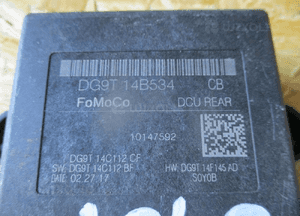 DG9T 14B534 CB
FoMoCo DCU REAR
10147592
DG9T 14C112 CF
SW: DG9T 14C112 BF HW: DG9T 14F145 AD
DATE: 02.27.17 SOY0B